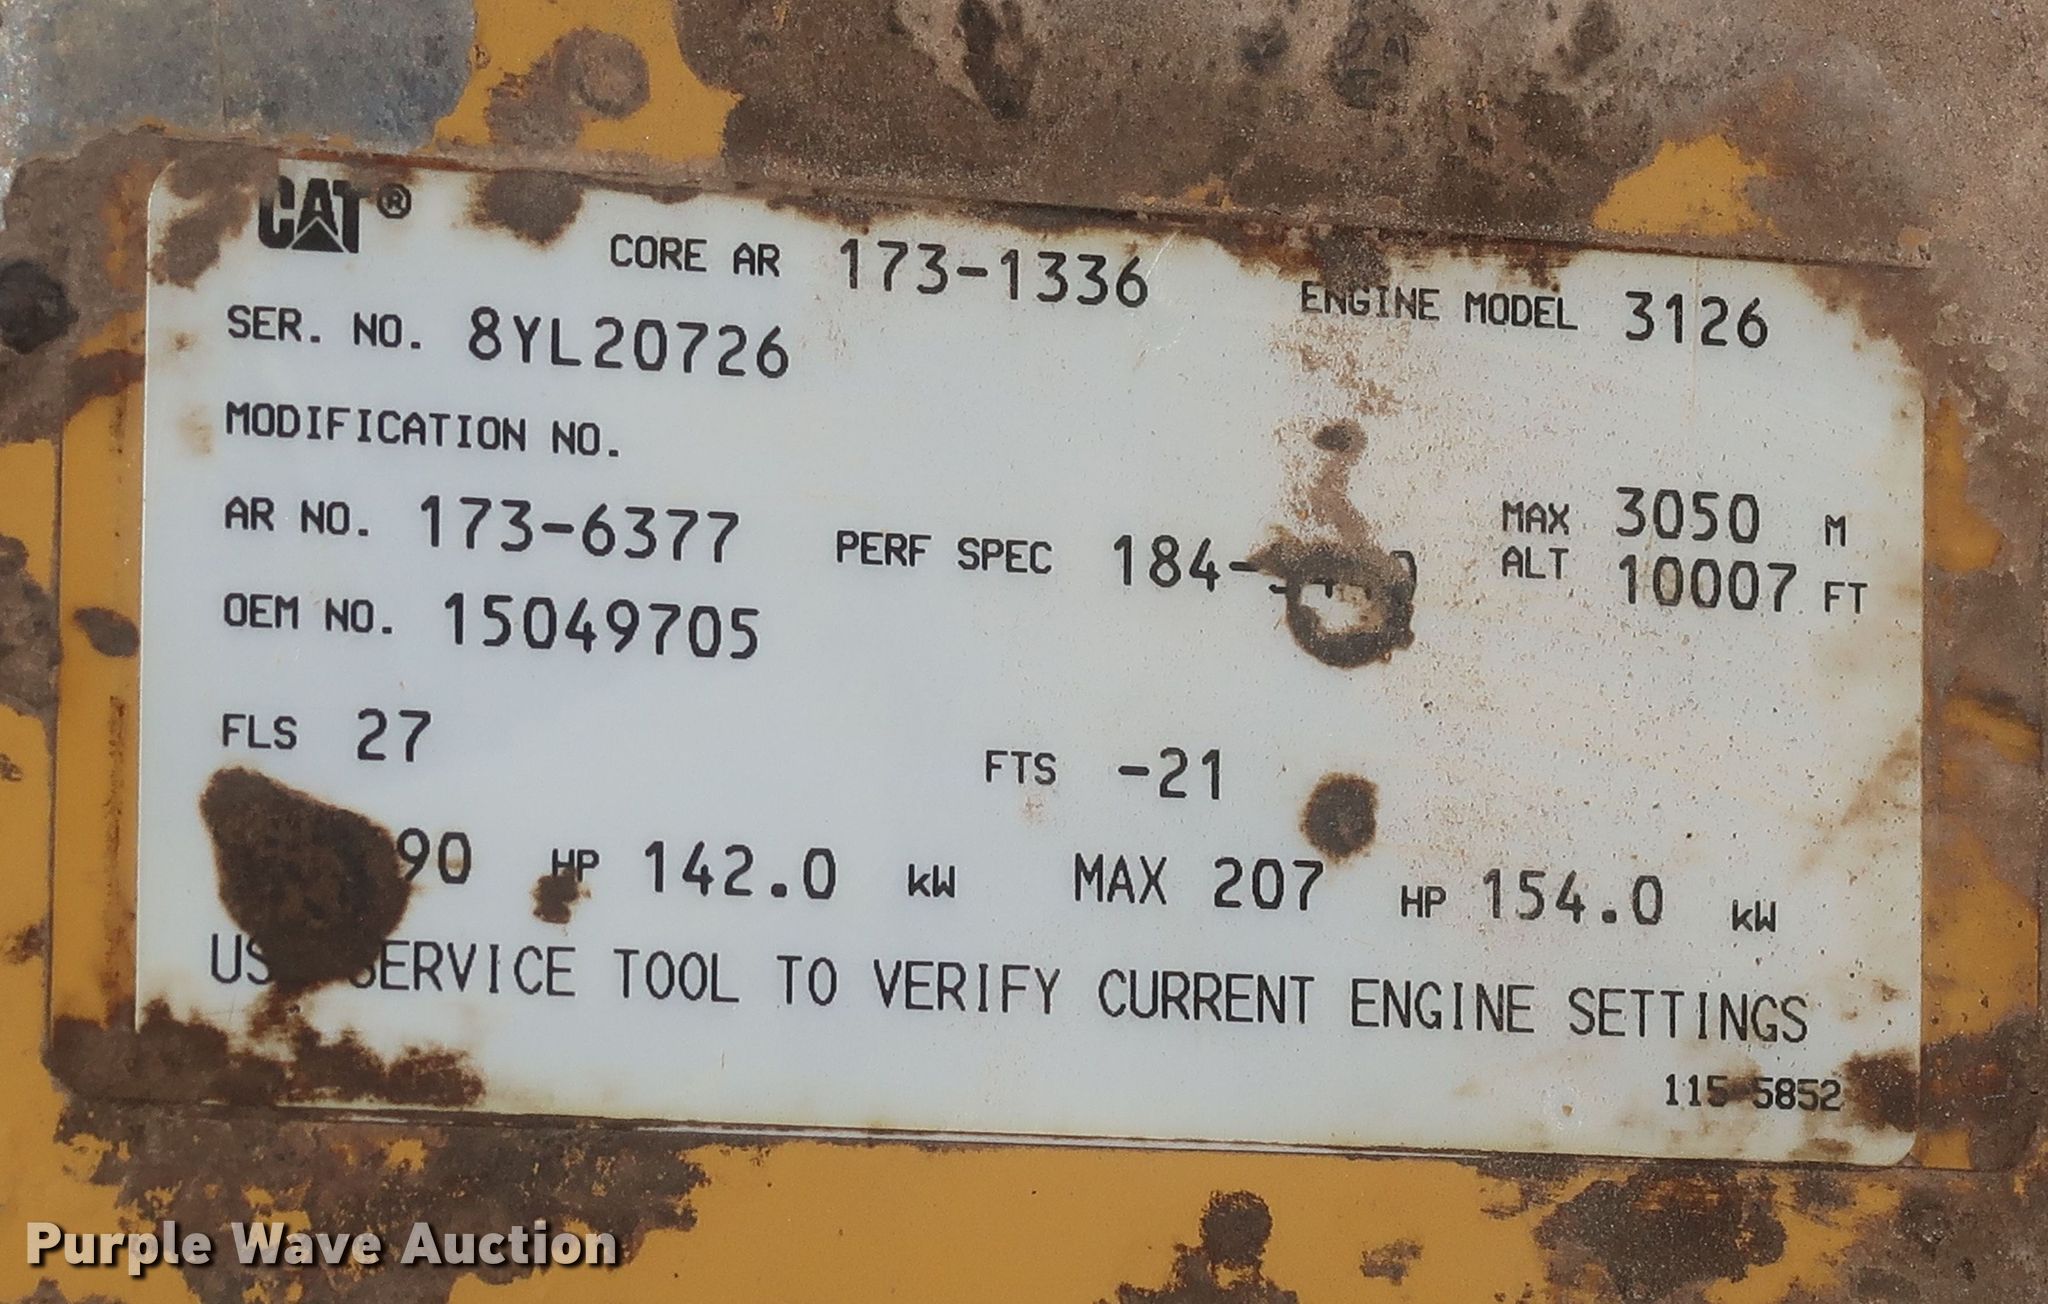 CAT®
CORE AR 173-1336 ENGINE MODEL 3126
SER. NO. 8YL20726
MODIFICATION NO.
AR NO. 173-6377 PERF SPEC MAX 3050 M
ALT 10007 FT
OEM NO. 15049705
FLS 27 FTS -21
HP 142.0 kW MAX 207 HP 154.0 kW
USE SERVICE TOOL TO VERIFY CURRENT ENGINE SETTINGS
115-5852
Purple Wave Auction